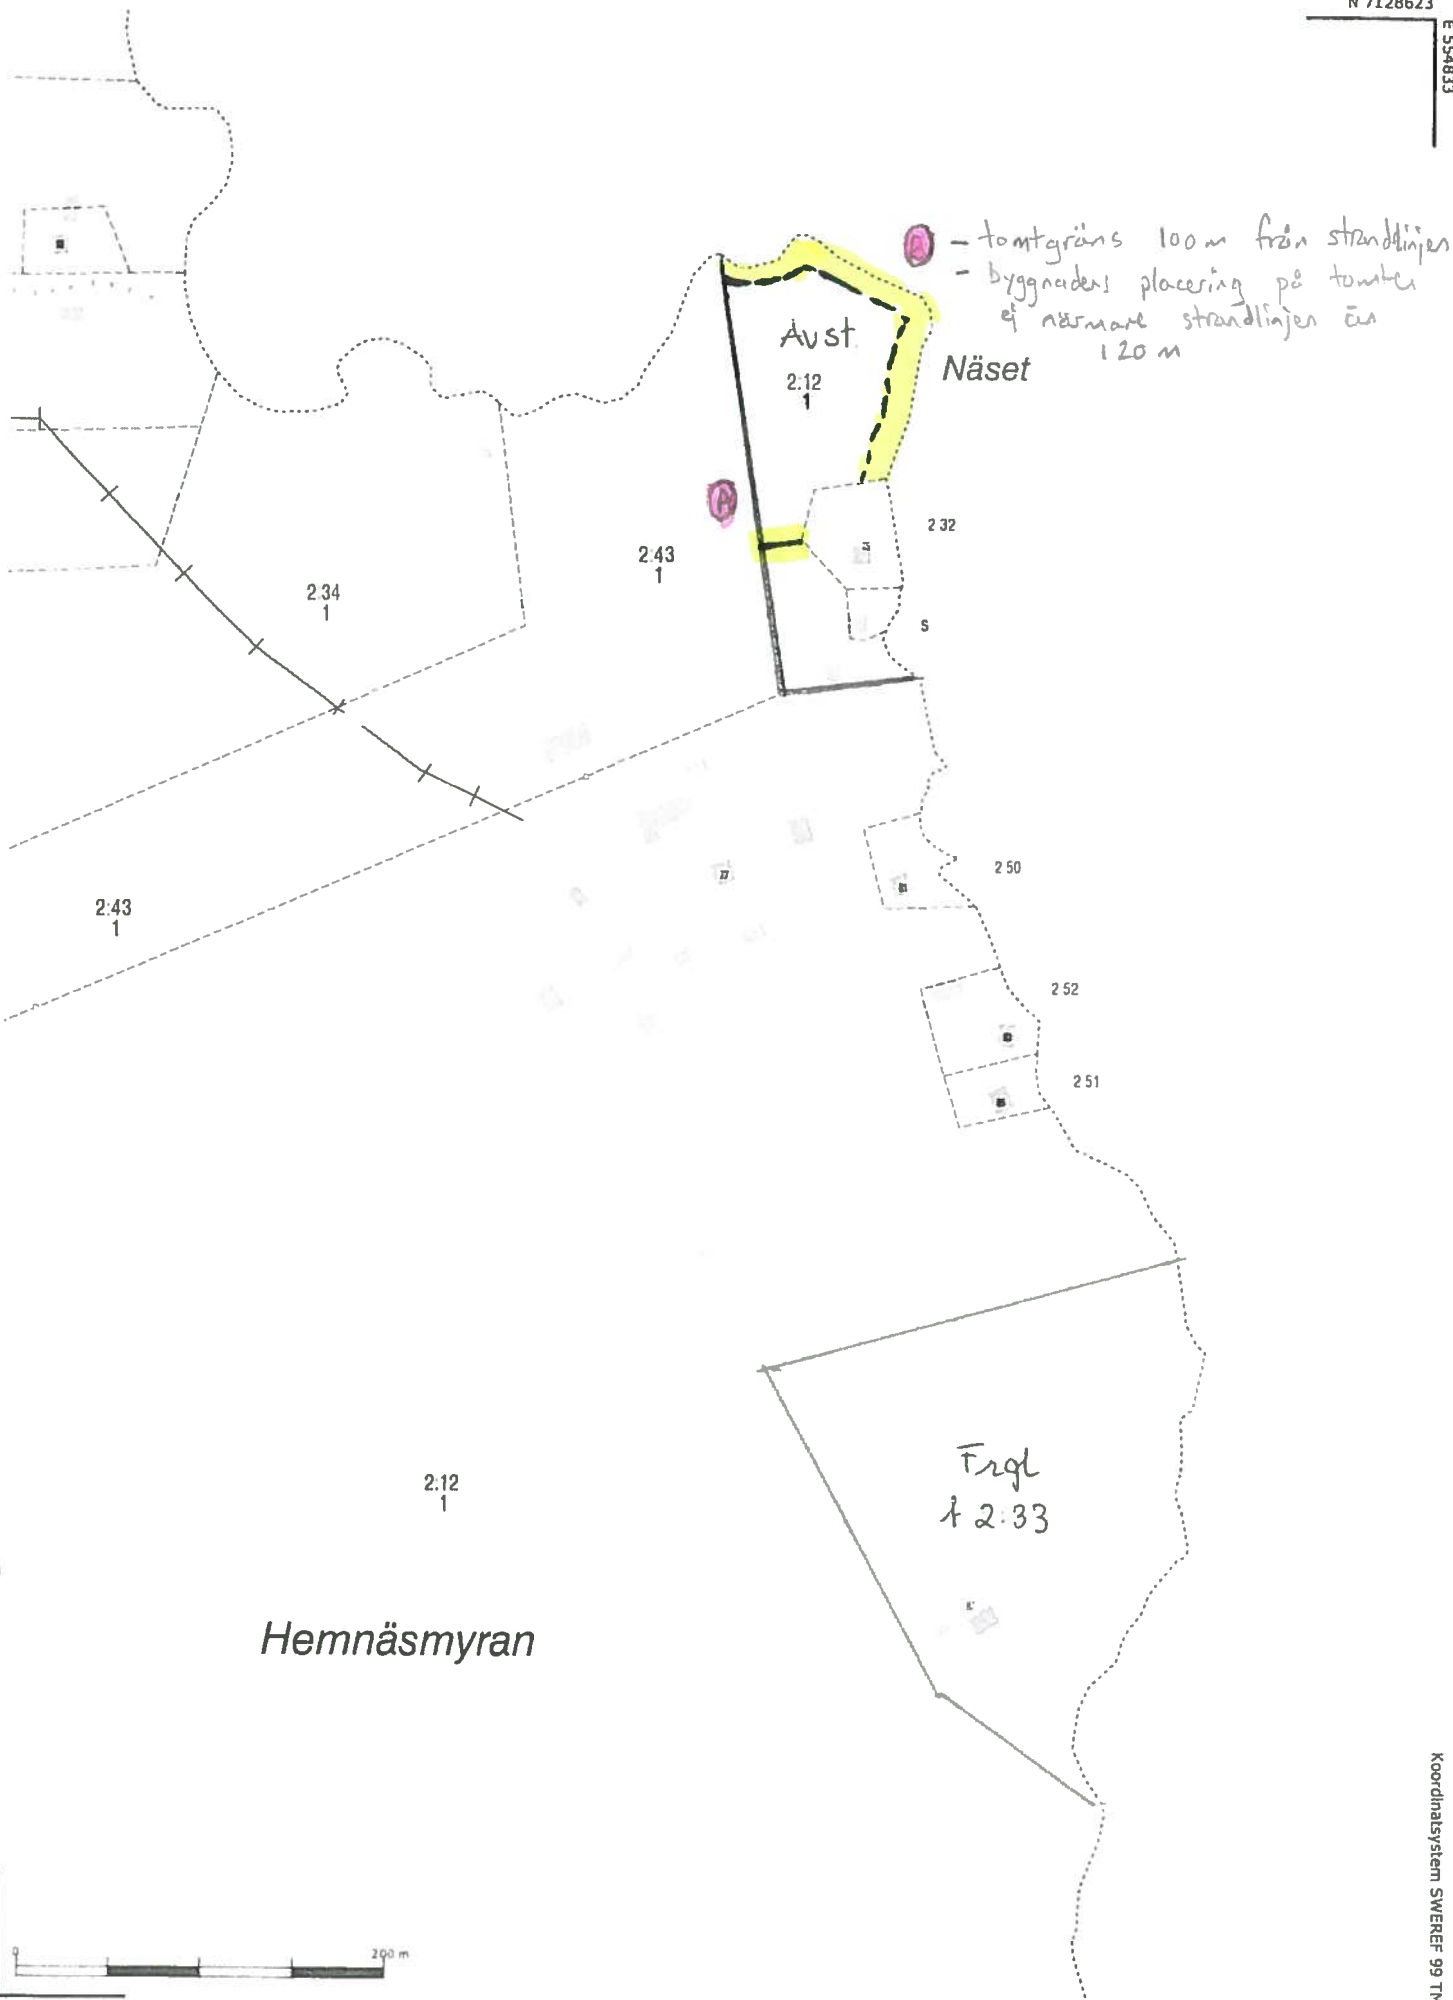 N 7128623
E 554833
A - tomtgräns 100 m från strandlinjen
- byggnaders placering på tomten
ej närmare strandlinjen än
120 m
Avst
2:12
1
Näset
A
2:32
2:43
1
2:34
1
S
2:50
2:43
1
2:52
2:51
2:12
1
Frgl
Å 2:33
Hemnäsmyran
0 200 m
Koordinatsystem SWEREF 99 TM